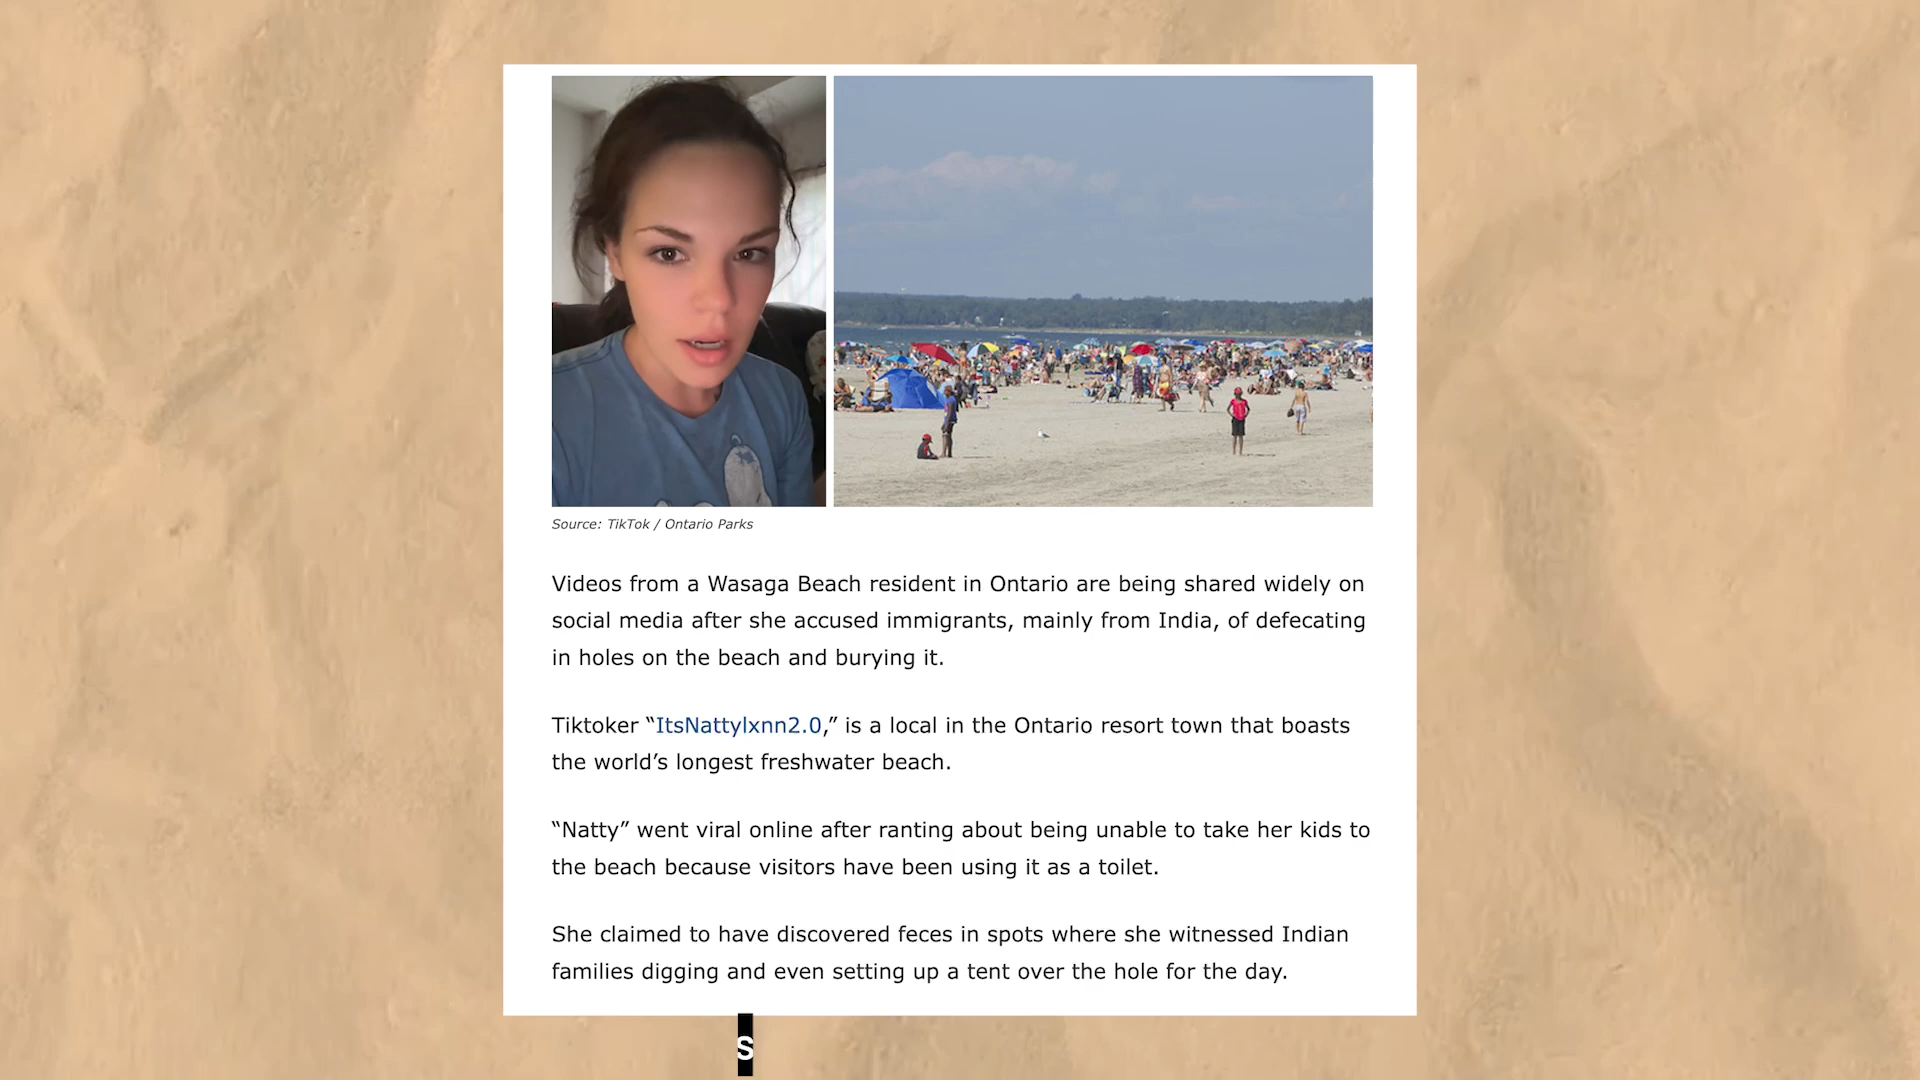 Source: TikTok / Ontario Parks
Videos from a Wasaga Beach resident in Ontario are being shared widely on
social media after she accused immigrants, mainly from India, of defecating
in holes on the beach and burying it.
Tiktoker “ItsNattylxnn2.0,” is a local in the Ontario resort town that boasts
the world’s longest freshwater beach.
“Natty” went viral online after ranting about being unable to take her kids to
the beach because visitors have been using it as a toilet.
She claimed to have discovered feces in spots where she witnessed Indian
families digging and even setting up a tent over the hole for the day.
s